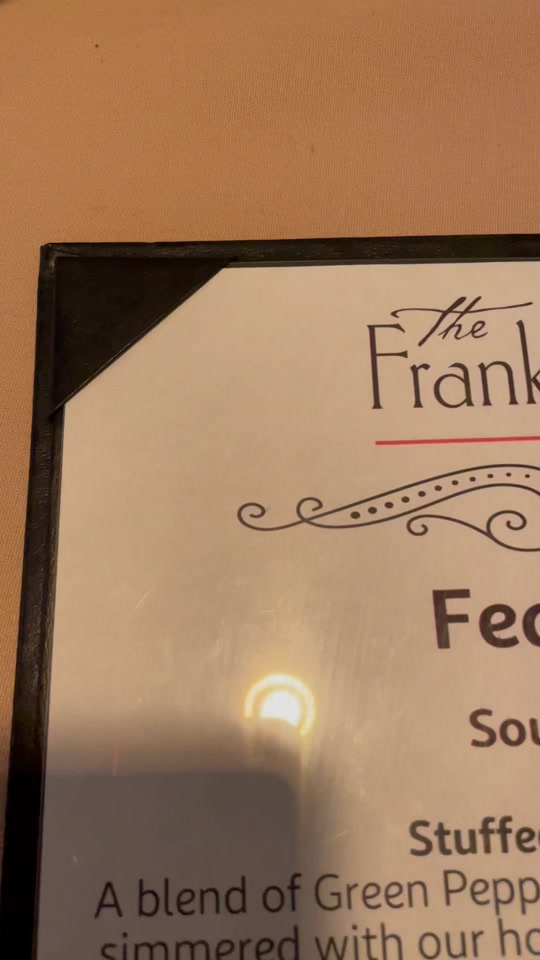 The
Frank
Fe
Sou
Stuffe
A blend of Green Pepp
simmered with our ho